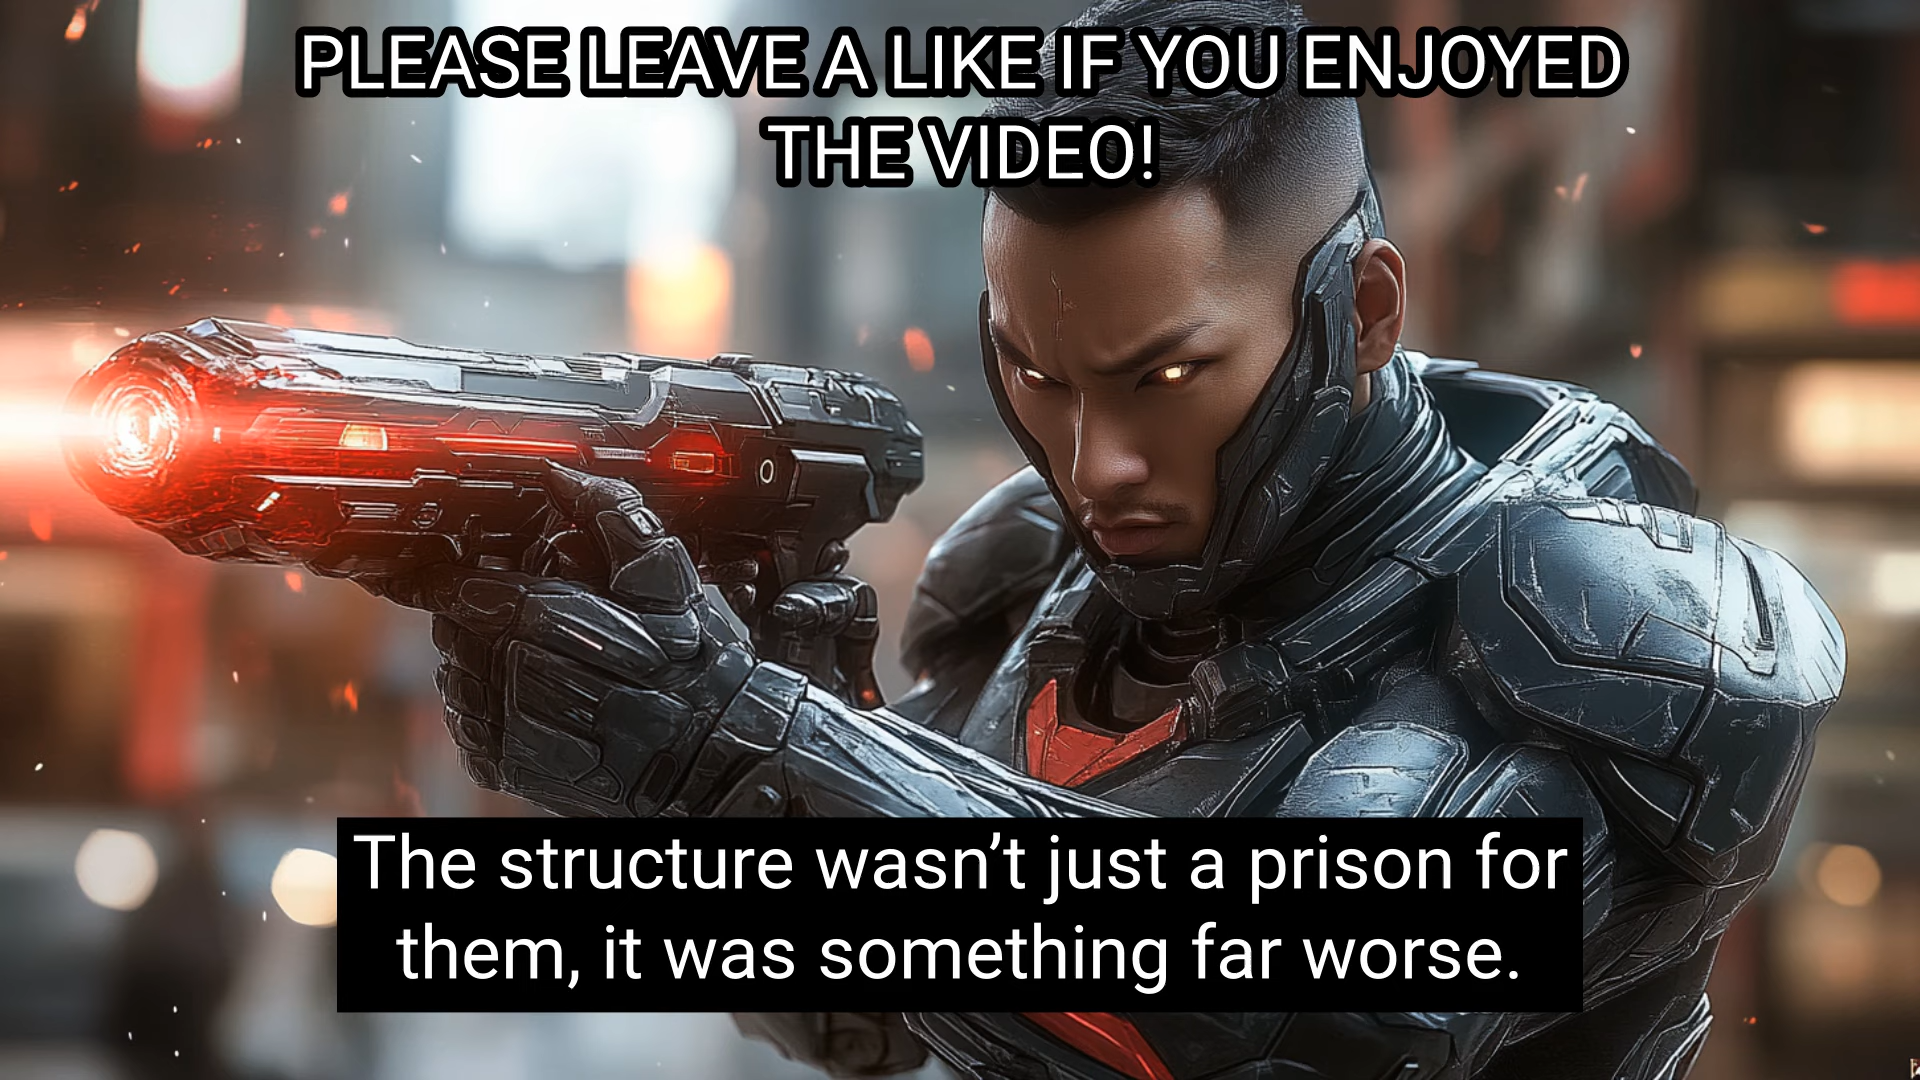 PLEASE LEAVE A LIKE IF YOU ENJOYED
THE VIDEO!
The structure wasn’t just a prison for
them, it was something far worse.